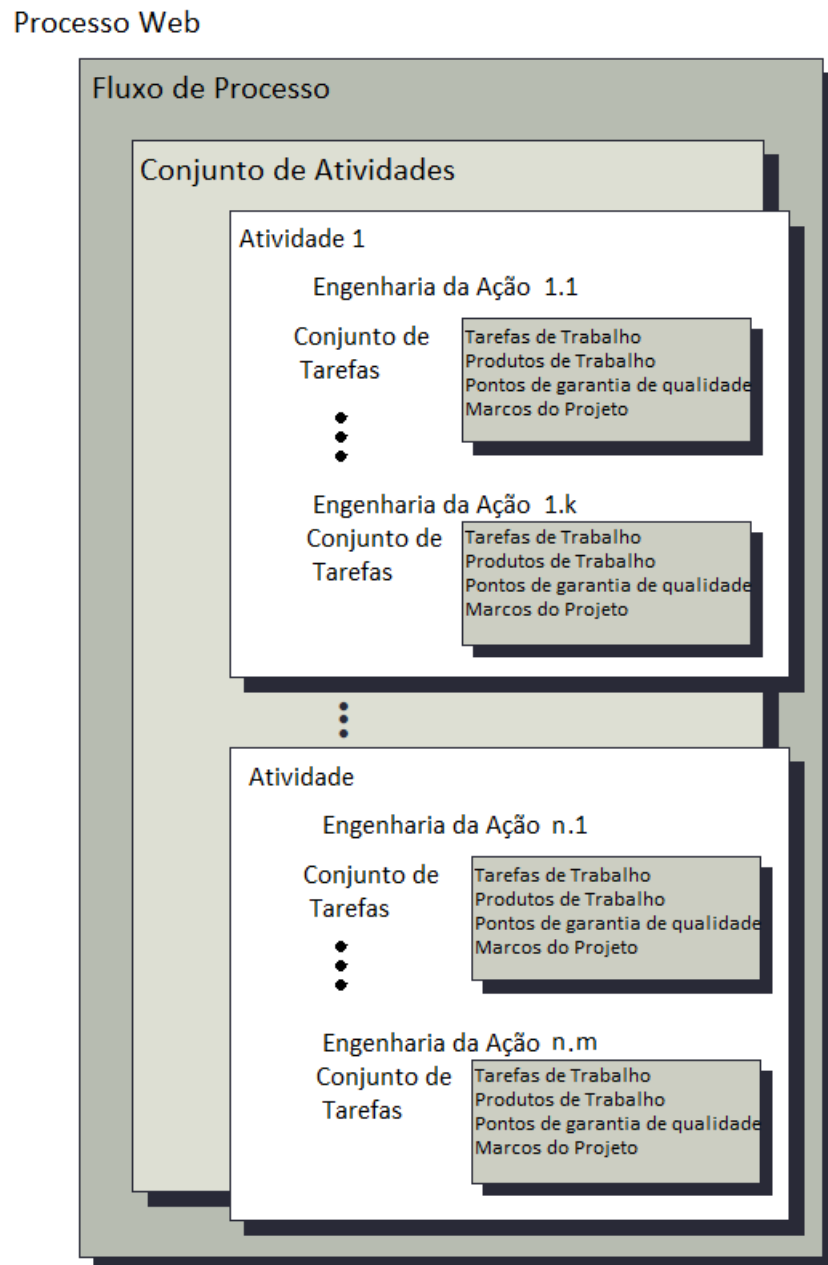 Processo Web
Fluxo de Processo
Conjunto de Atividades
Atividade 1
Engenharia da Ação 1.1
Conjunto de
Tarefas
Tarefas de Trabalho
Produtos de Trabalho
Pontos de garantia de qualidade
Marcos do Projeto
Engenharia da Ação 1.k
Conjunto de
Tarefas
Tarefas de Trabalho
Produtos de Trabalho
Pontos de garantia de qualidade
Marcos do Projeto
Atividade
Engenharia da Ação n.1
Conjunto de
Tarefas
Tarefas de Trabalho
Produtos de Trabalho
Pontos de garantia de qualidade
Marcos do Projeto
Engenharia da Ação n.m
Conjunto de
Tarefas
Tarefas de Trabalho
Produtos de Trabalho
Pontos de garantia de qualidade
Marcos do Projeto